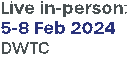 Live in-person:
5-8 Feb 2024
DWTC